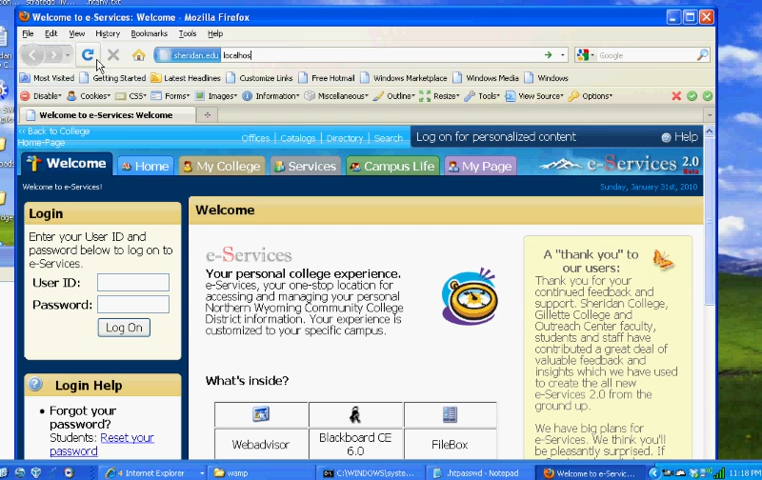 Welcome to e-Services: Welcome - Mozilla Firefox
File Edit View History Bookmarks Tools Help
sheridan.edu localhos
Google
Most Visited Getting Started Latest Headlines Customize Links Free Hotmail Windows Marketplace Windows Media Windows
Disable Cookies CSS Forms Images Information Miscellaneous Outline Resize Tools View Source Options
Welcome to e-Services: Welcome
<< Back to College Home-Page
Offices | Catalogs | Directory | Search
Log on for personalized content
Help
Welcome Home My College Services Campus Life My Page e-Services 2.0
Beta
Welcome to e-Services!
Sunday, January 31st, 2010
Login
Enter your User ID and
password below to log on to
e-Services.
User ID:
Password:
Log On
Login Help
• Forgot your
password?
Students: Reset your
password
Welcome
e-Services
Your personal college experience.
e-Services, your one-stop location for
accessing and managing your personal
Northern Wyoming Community College
District information. Your experience is
customized to your specific campus.
What's inside?
Webadvisor
Blackboard CE
6.0
FileBox
A "thank you" to
our users:
Thank you for your
continued feedback and
support. Sheridan College,
Gillette College and
Outreach Center faculty,
students and staff have
contributed a great deal of
valuable feedback and
insights which we have used
to create the all new
e-Services 2.0 from the
ground up.
We have big plans for
e-Services. We think you'll
be pleasantly surprised. If
4 Internet Explorer
wamp
C:\WINDOWS\syste...
.htpasswd - Notepad
Welcome to e-Servic...
11:18 PM